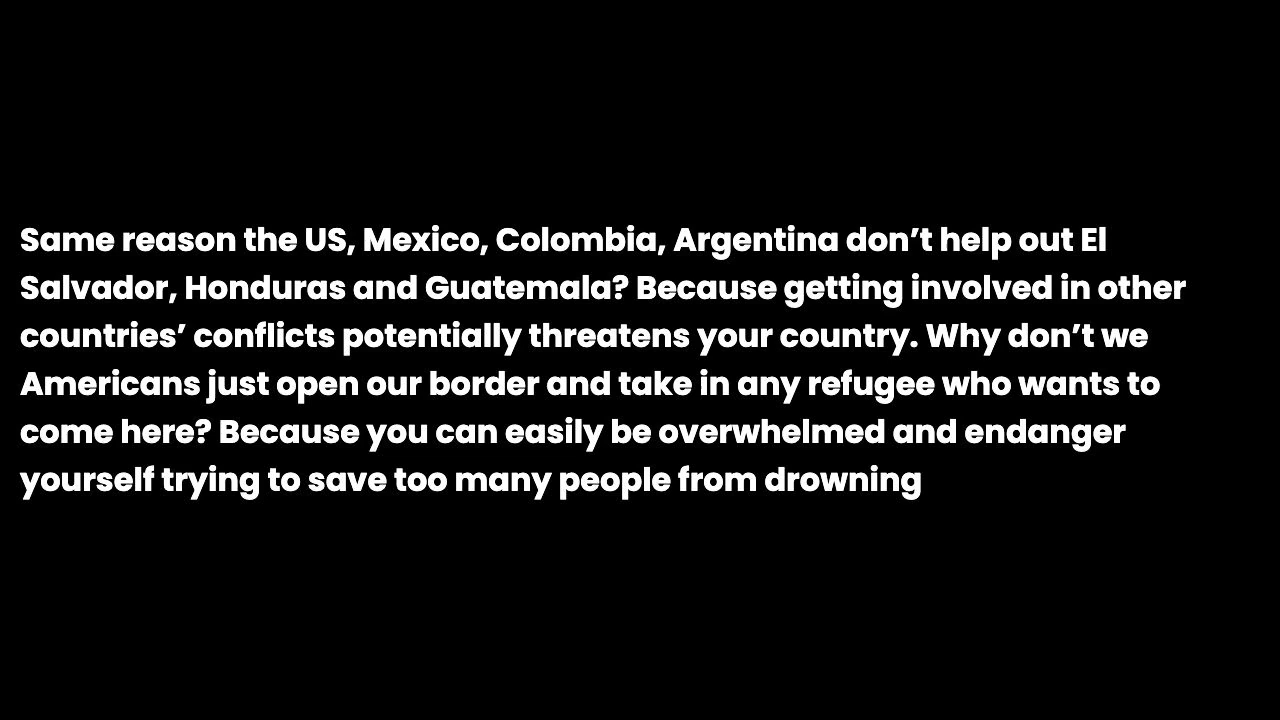 Same reason the US, Mexico, Colombia, Argentina don’t help out El
Salvador, Honduras and Guatemala? Because getting involved in other
countries’ conflicts potentially threatens your country. Why don’t we
Americans just open our border and take in any refugee who wants to
come here? Because you can easily be overwhelmed and endanger
yourself trying to save too many people from drowning